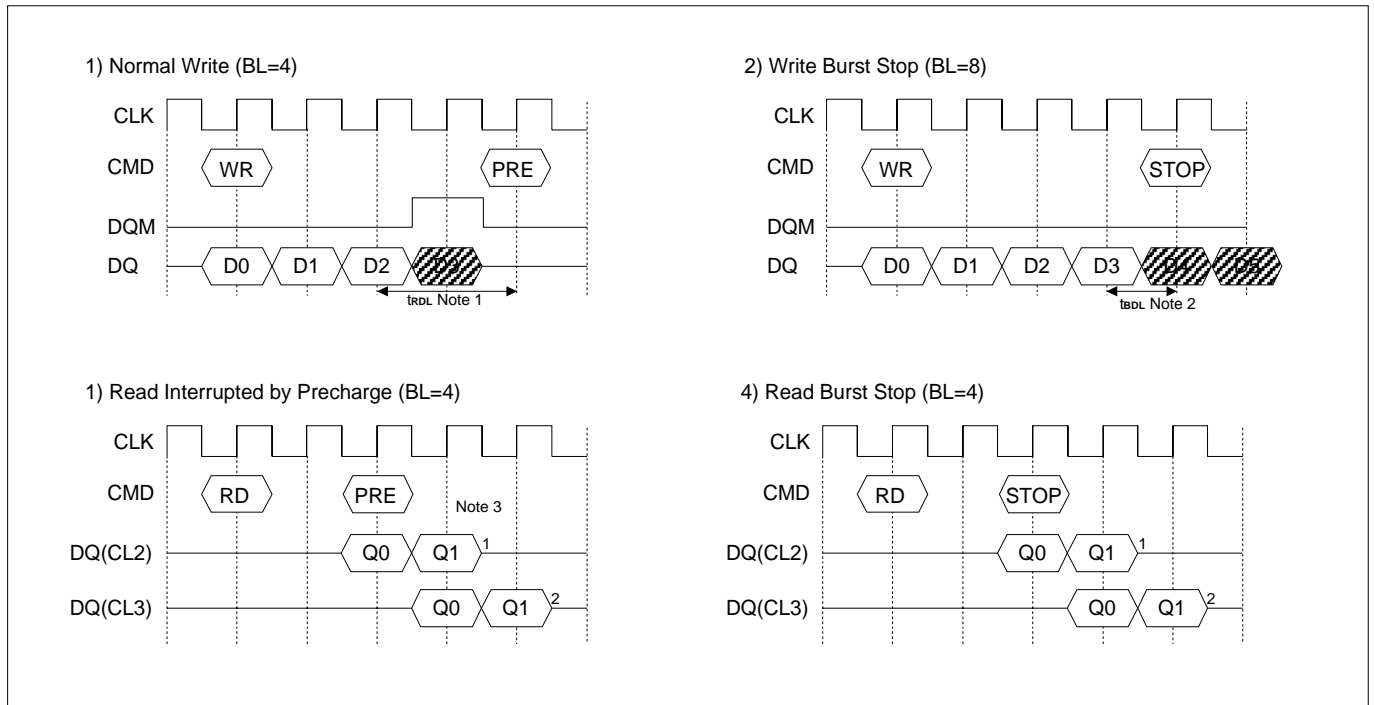 1) Normal Write (BL=4)
CLK
CMD WR PRE
DQM
DQ D0 D1 D2 D3
tRDL Note 1
2) Write Burst Stop (BL=8)
CLK
CMD WR STOP
DQM
DQ D0 D1 D2 D3 D4 D5
tBDL Note 2
1) Read Interrupted by Precharge (BL=4)
CLK
CMD RD PRE
Note 3
DQ(CL2) Q0 Q1 1
DQ(CL3) Q0 Q1 2
4) Read Burst Stop (BL=4)
CLK
CMD RD STOP
DQ(CL2) Q0 Q1 1
DQ(CL3) Q0 Q1 2